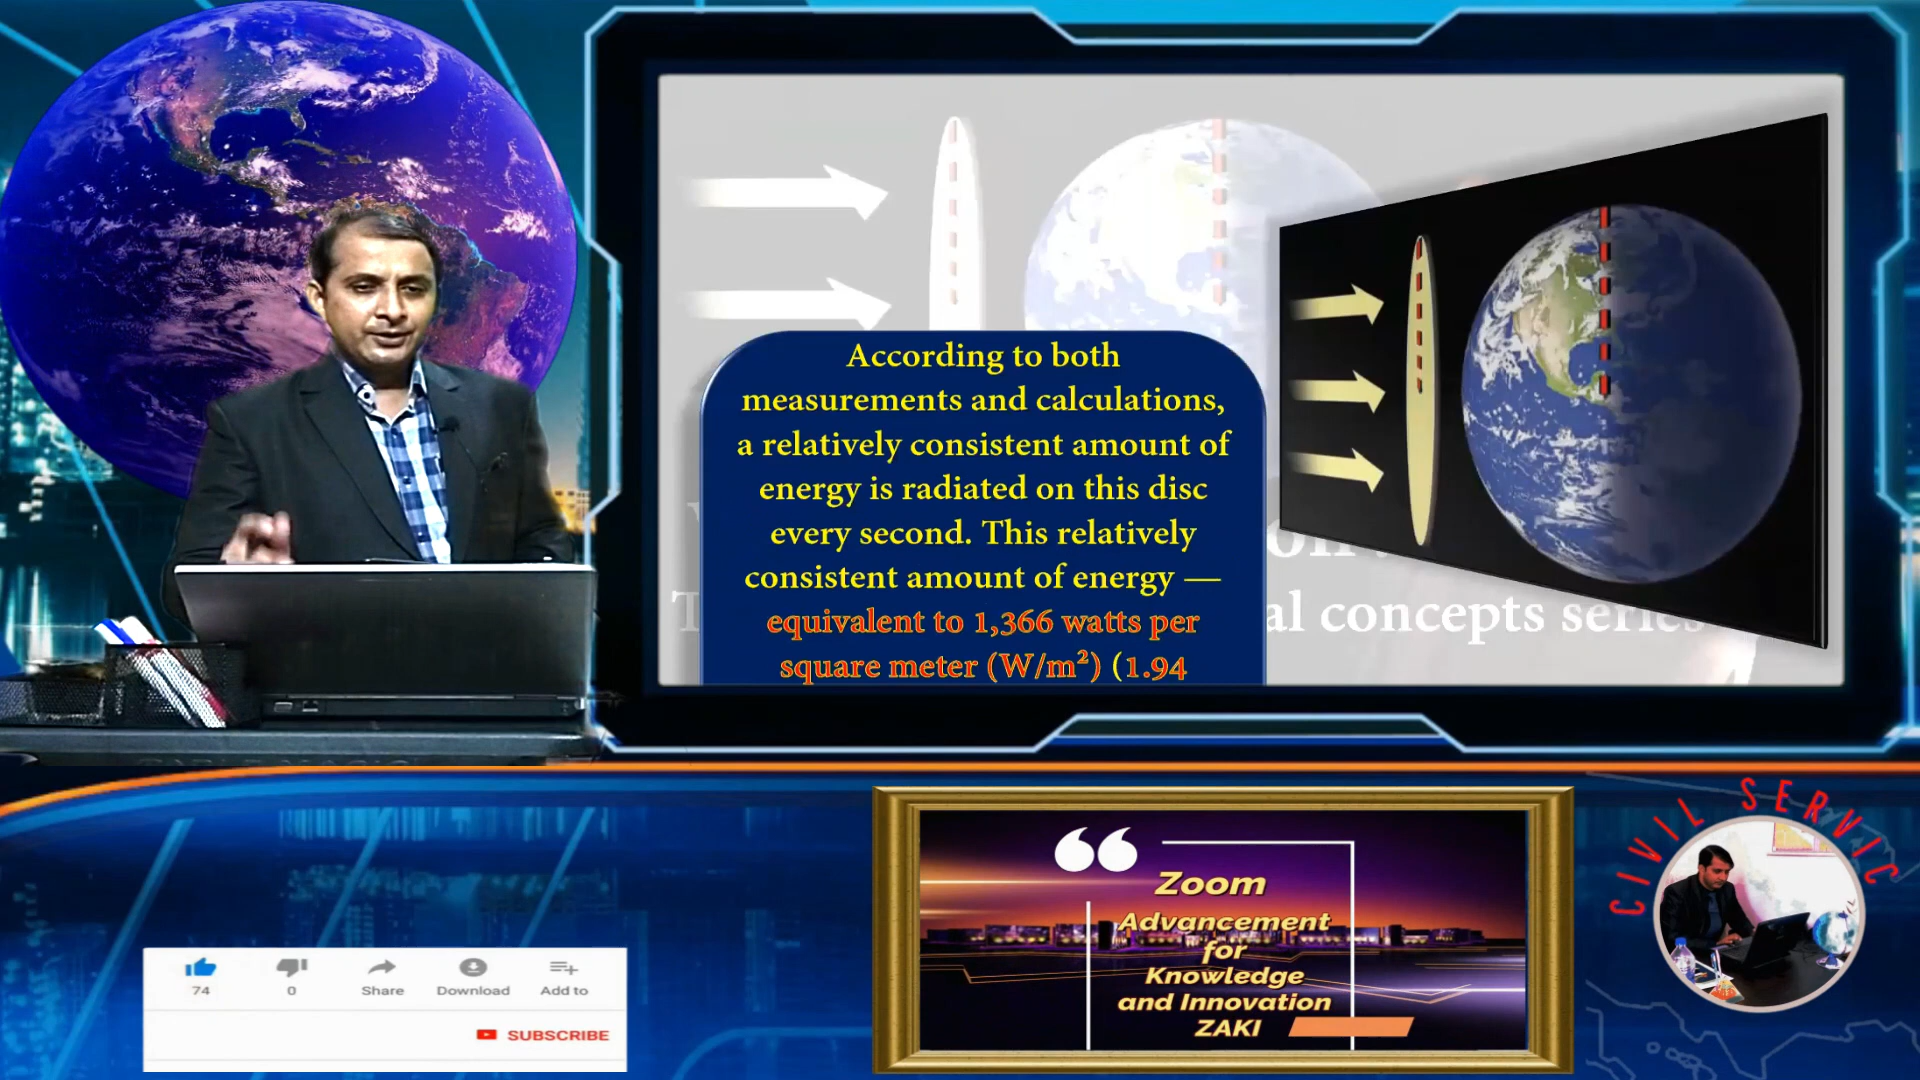 According to both
measurements and calculations,
a relatively consistent amount of
energy is radiated on this disc
every second. This relatively
consistent amount of energy —
equivalent to 1,366 watts per
square meter (W/m²) (1.94
al concepts series
74
0
Share
Download
Add to
SUBSCRIBE
Zoom
Advancement
for
Knowledge
and Innovation
ZAKI
CIVIL SERVIC